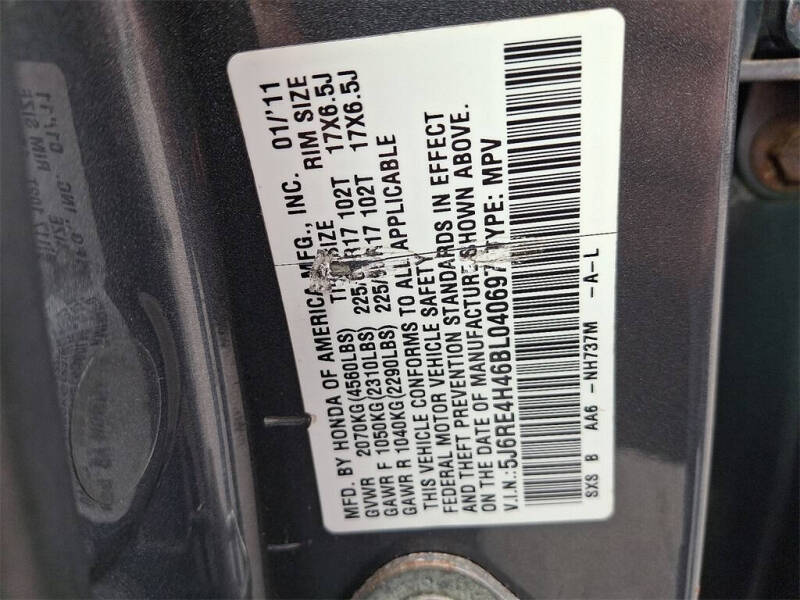 MFD. BY HONDA OF AMERICA MFG., INC. 01/'11
GVWR 2070KG(4560LBS) SIZE RIM SIZE
GAWR F 1050KG(2310LBS) 225/ R17 102T 17X6.5J
GAWR R 1040KG(2290LBS) 225/ R17 102T 17X6.5J
THIS VEHICLE CONFORMS TO ALL APPLICABLE
FEDERAL MOTOR VEHICLE SAFETY
AND THEFT PREVENTION STANDARDS IN EFFECT
ON THE DATE OF MANUFACTURE SHOWN ABOVE.
V.I.N.:5J6RE4H46BL040697 TYPE: MPV
SXS B AA6 -NH737M -A-L